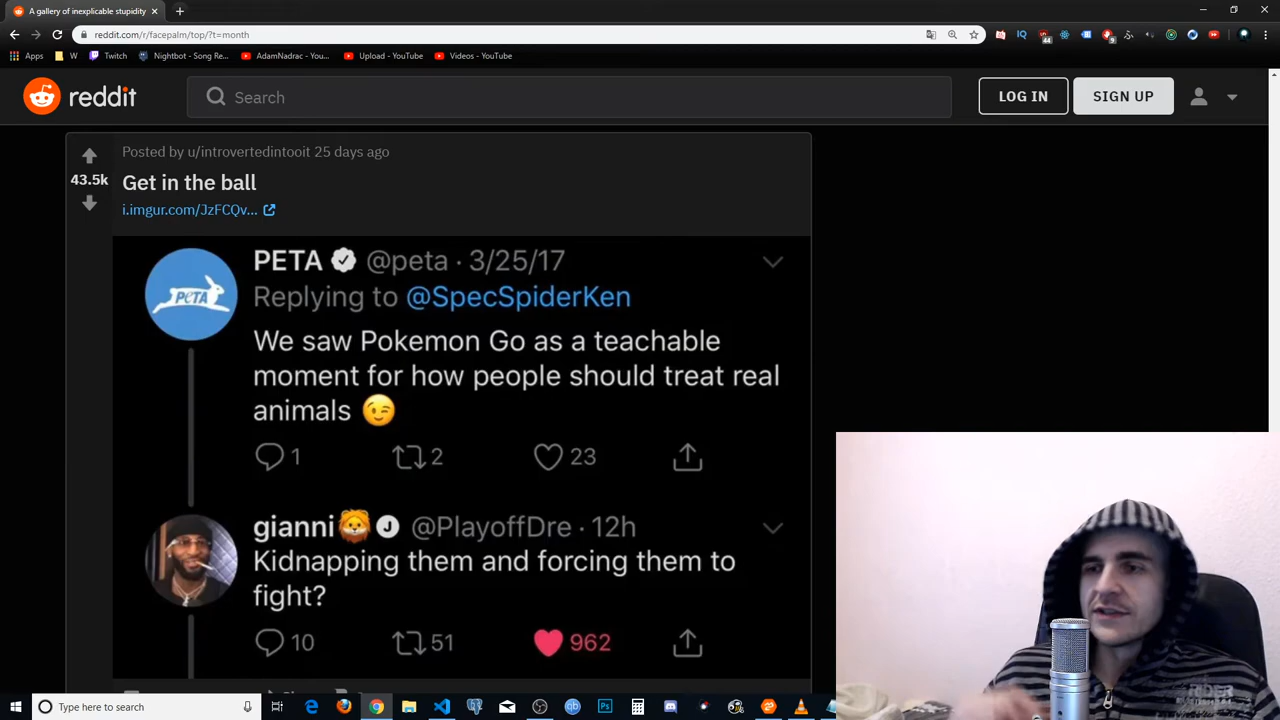 A gallery of inexplicable stupidity
reddit.com/r/facepalm/top/?t=month
Apps W Twitch Nightbot - Song Re... AdamNadrac - You... Upload - YouTube Videos - YouTube
reddit Search LOG IN SIGN UP
Posted by u/introvertedintooit 25 days ago
43.5k
Get in the ball
i.imgur.com/JzFCQv...
PETA @peta · 3/25/17
Replying to @SpecSpiderKen
PETA
We saw Pokemon Go as a teachable
moment for how people should treat real
animals 😉
1 2 23
gianni🦁 J @PlayoffDre · 12h
Kidnapping them and forcing them to
fight?
10 51 962
RIDER
Type here to search